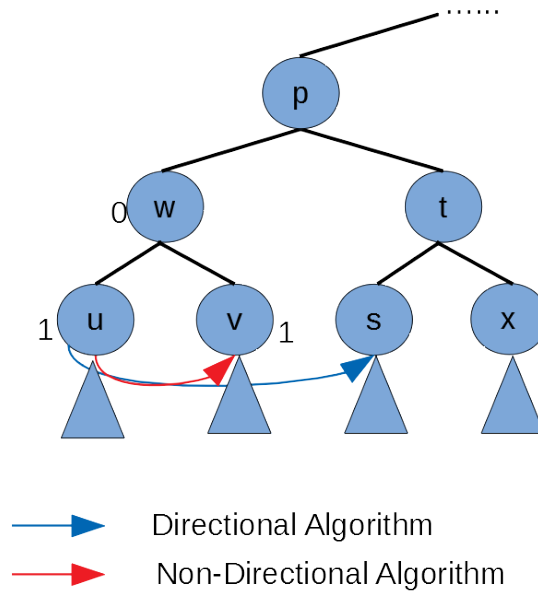 ......
p
0 w t
1 u v 1 s x
Directional Algorithm
Non-Directional Algorithm